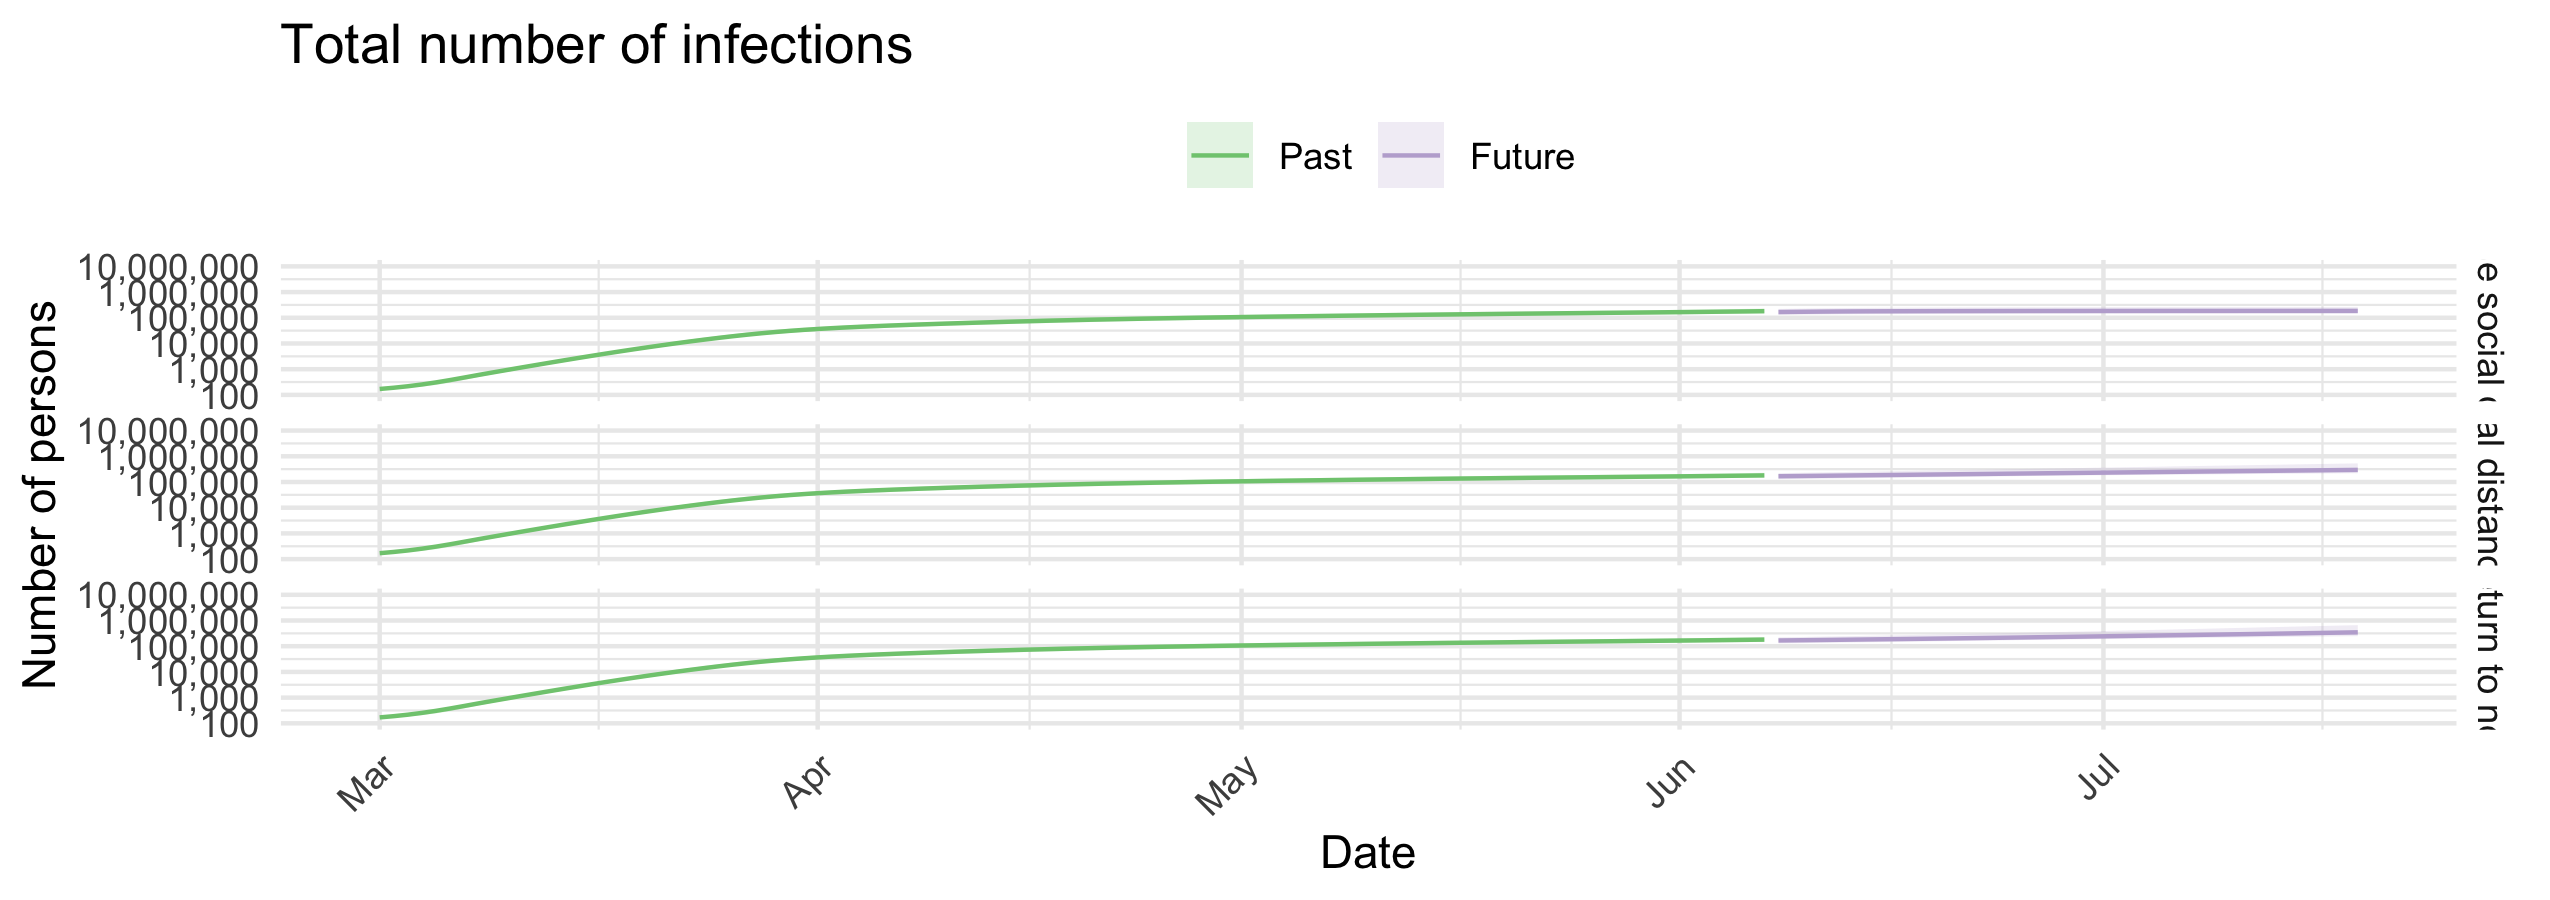 Total number of infections
Past
Future
Number of persons
10,000,000
1,000,000
100,000
10,000
1,000
100
e social
10,000,000
1,000,000
100,000
10,000
1,000
100
al distanc
10,000,000
1,000,000
100,000
10,000
1,000
100
turn to
Mar
Apr
May
Jun
Jul
Date